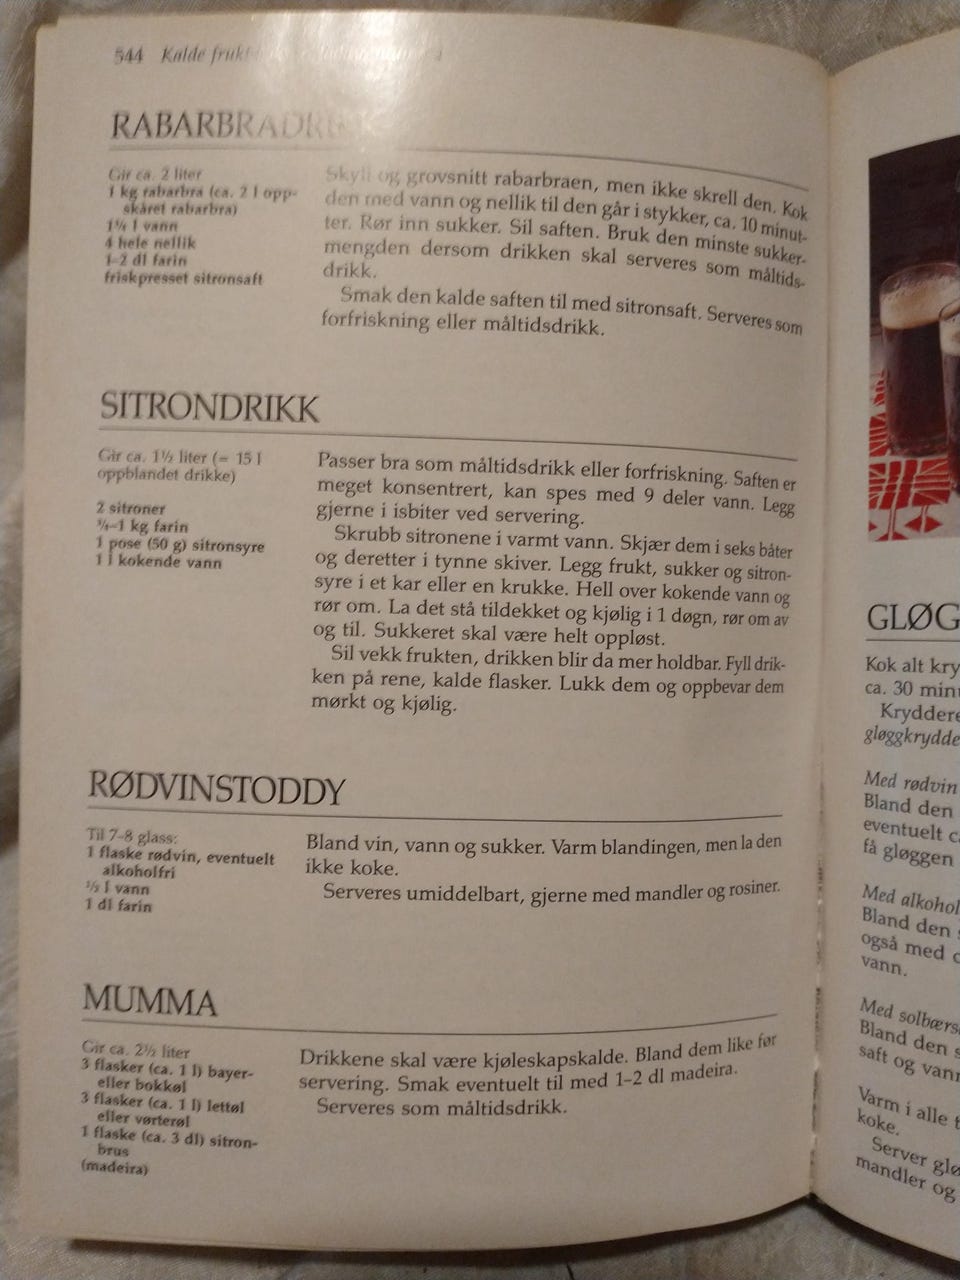 544 Kalde frukt
RABARBRADRI
Gir ca. 2 liter
1 kg rabarbra (ca. 2 l opp-
skåret rabarbra)
1¾ l vann
4 hele nellik
1–2 dl farin
friskpresset sitronsaft
Skyll og grovsnitt rabarbraen, men ikke skrell den. Kok
den med vann og nellik til den går i stykker, ca. 10 minut-
ter. Rør inn sukker. Sil saften. Bruk den minste sukker-
mengden dersom drikken skal serveres som måltids-
drikk.
Smak den kalde saften til med sitronsaft. Serveres som
forfriskning eller måltidsdrikk.
SITRONDRIKK
Gir ca. 1½ liter (= 15 l
oppblandet drikke)
2 sitroner
¾–1 kg farin
1 pose (50 g) sitronsyre
1 l kokende vann
Passer bra som måltidsdrikk eller forfriskning. Saften er
meget konsentrert, kan spes med 9 deler vann. Legg
gjerne i isbiter ved servering.
Skrubb sitronene i varmt vann. Skjær dem i seks båter
og deretter i tynne skiver. Legg frukt, sukker og sitron-
syre i et kar eller en krukke. Hell over kokende vann og
rør om. La det stå tildekket og kjølig i 1 døgn, rør om av
og til. Sukkeret skal være helt oppløst.
Sil vekk frukten, drikken blir da mer holdbar. Fyll drik-
ken på rene, kalde flasker. Lukk dem og oppbevar dem
mørkt og kjølig.
RØDVINSTODDY
Til 7–8 glass:
1 flaske rødvin, eventuelt
alkoholfri
½ l vann
1 dl farin
Bland vin, vann og sukker. Varm blandingen, men la den
ikke koke.
Serveres umiddelbart, gjerne med mandler og rosiner.
MUMMA
Gir ca. 2½ liter
3 flasker (ca. 1 l) bayer-
eller bokkøl
3 flasker (ca. 1 l) lettøl
eller vørterøl
1 flaske (ca. 3 dl) sitron-
brus
(madeira)
Drikkene skal være kjøleskapskalde. Bland dem like før
servering. Smak eventuelt til med 1–2 dl madeira.
Serveres som måltidsdrikk.
GLØG
Kok alt kry
ca. 30 minu
Kryddere
gløggkrydde
Med rødvin
Bland den
eventuelt ca
få gløggen
Med alkohol
Bland den s
også med
vann.
Med solbærs
Bland den s
saft og vann
Varm i alle t
koke.
Server glø
mandler og